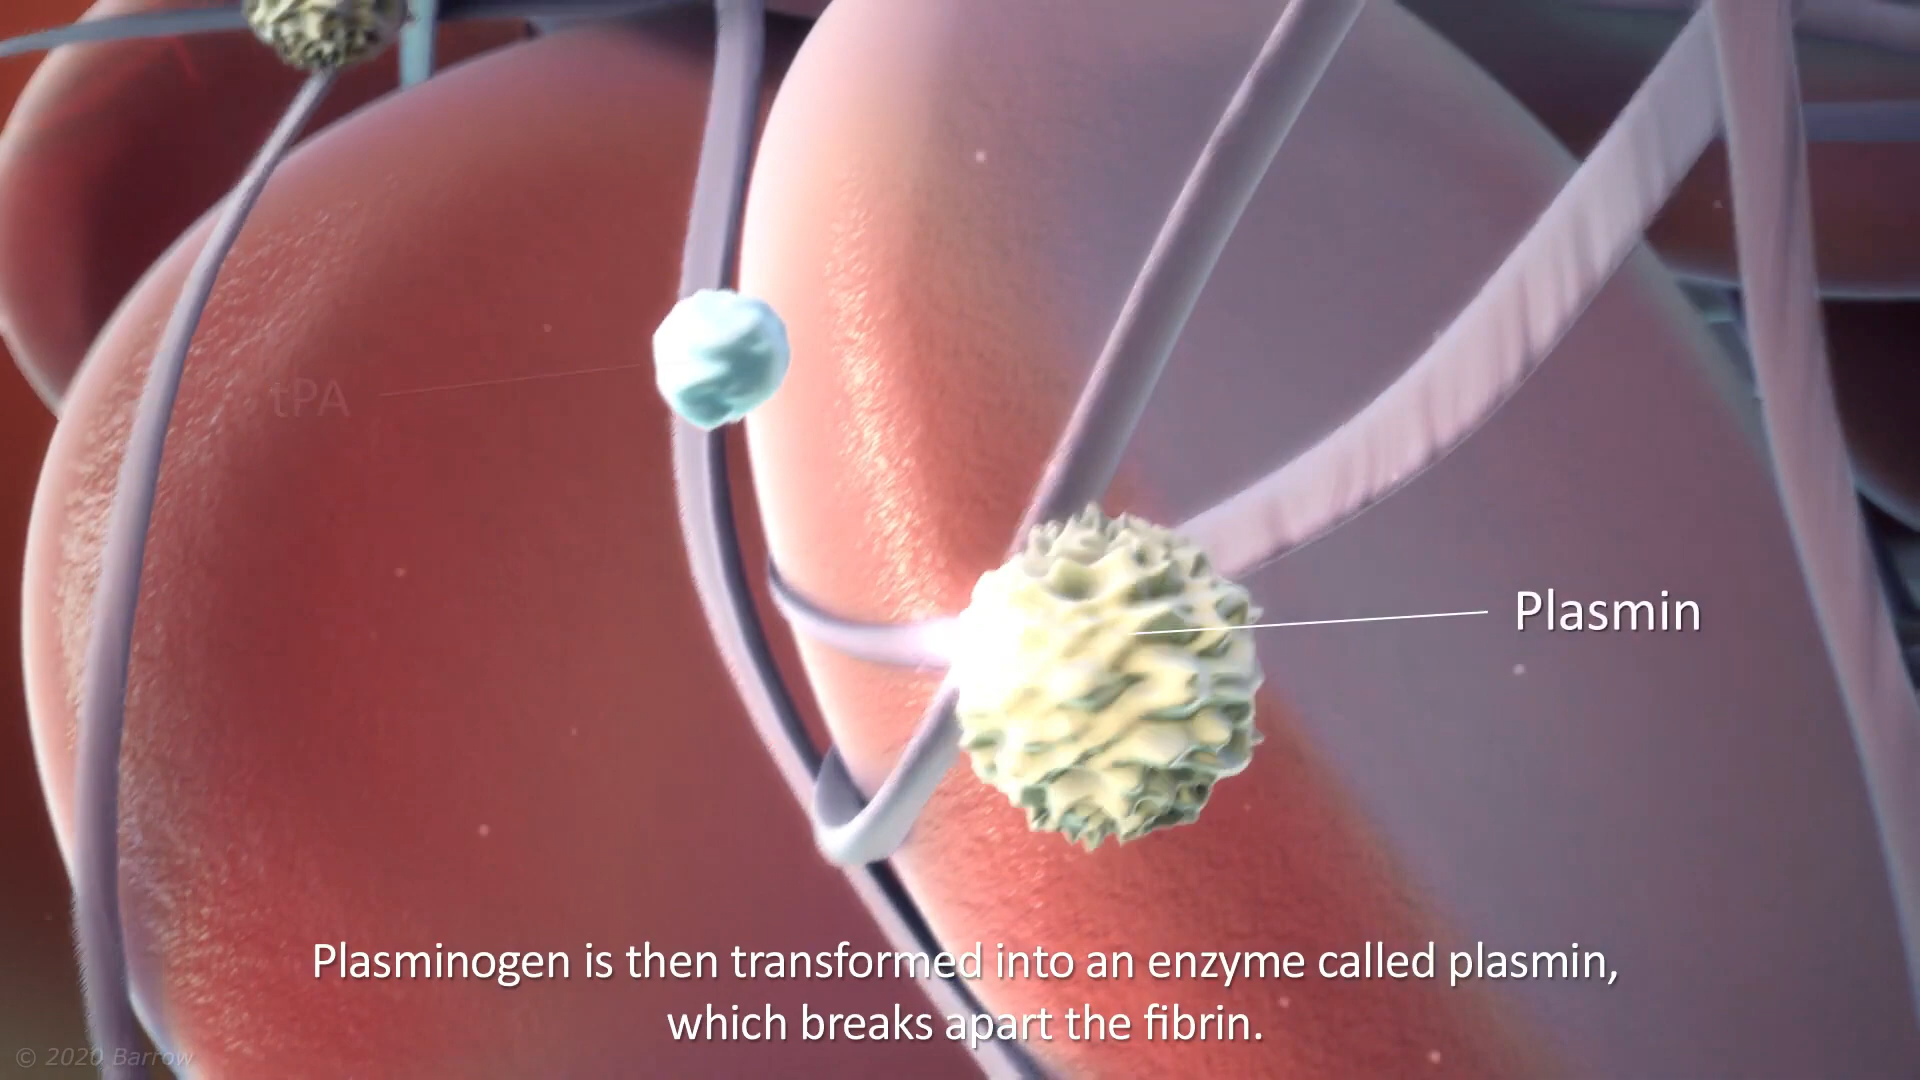 tPA
Plasmin
Plasminogen is then transformed into an enzyme called plasmin,
which breaks apart the fibrin.
© 2020 Barrow